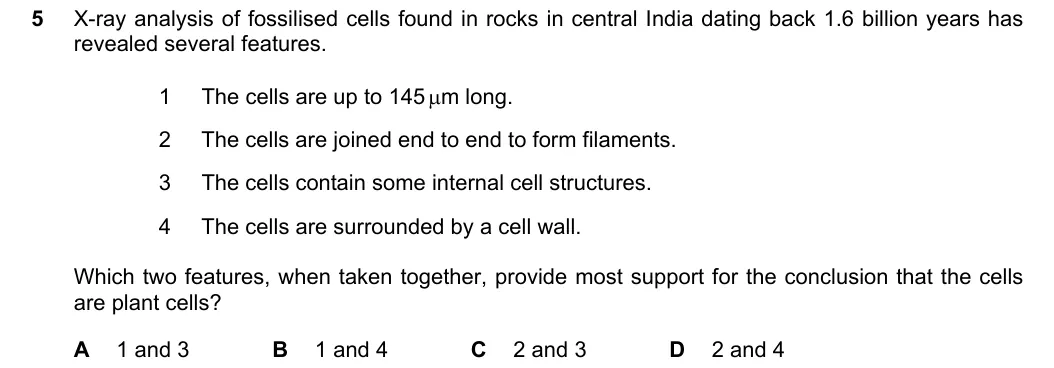 5 X-ray analysis of fossilised cells found in rocks in central India dating back 1.6 billion years has
revealed several features.
1 The cells are up to 145 μm long.
2 The cells are joined end to end to form filaments.
3 The cells contain some internal cell structures.
4 The cells are surrounded by a cell wall.
Which two features, when taken together, provide most support for the conclusion that the cells
are plant cells?
A 1 and 3 B 1 and 4 C 2 and 3 D 2 and 4